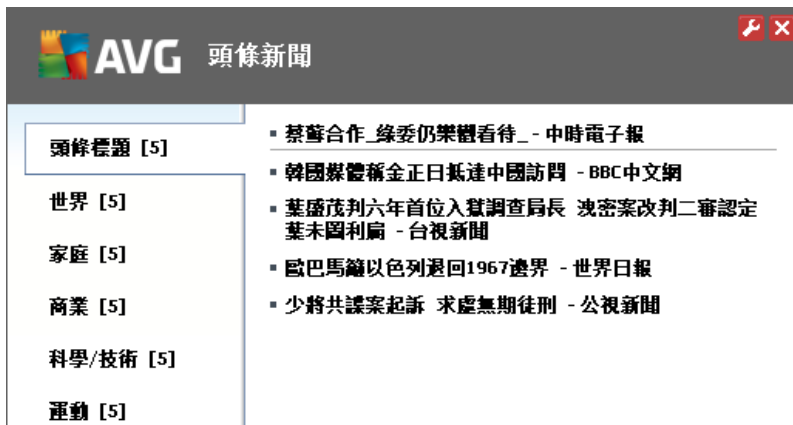 AVG 頭條新聞
頭條標題 [5]
世界 [5]
家庭 [5]
商業 [5]
科學/技術 [5]
運動 [5]
蔡蘇合作_綠委仍樂觀看待_ - 中時電子報
韓國媒體稱金正日抵達中國訪問 - BBC中文網
葉盛茂判六年首位入獄調查局長 洩密案改判二審認定
葉未圖利扁 - 台視新聞
歐巴馬籲以色列退回1967邊界 - 世界日報
少將共諜案起訴 求處無期徒刑 - 公視新聞